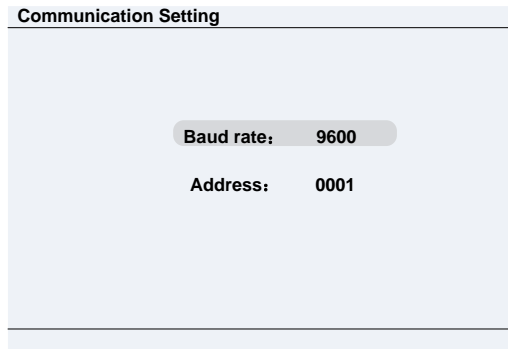 Communication Setting
Baud rate： 9600
Address： 0001